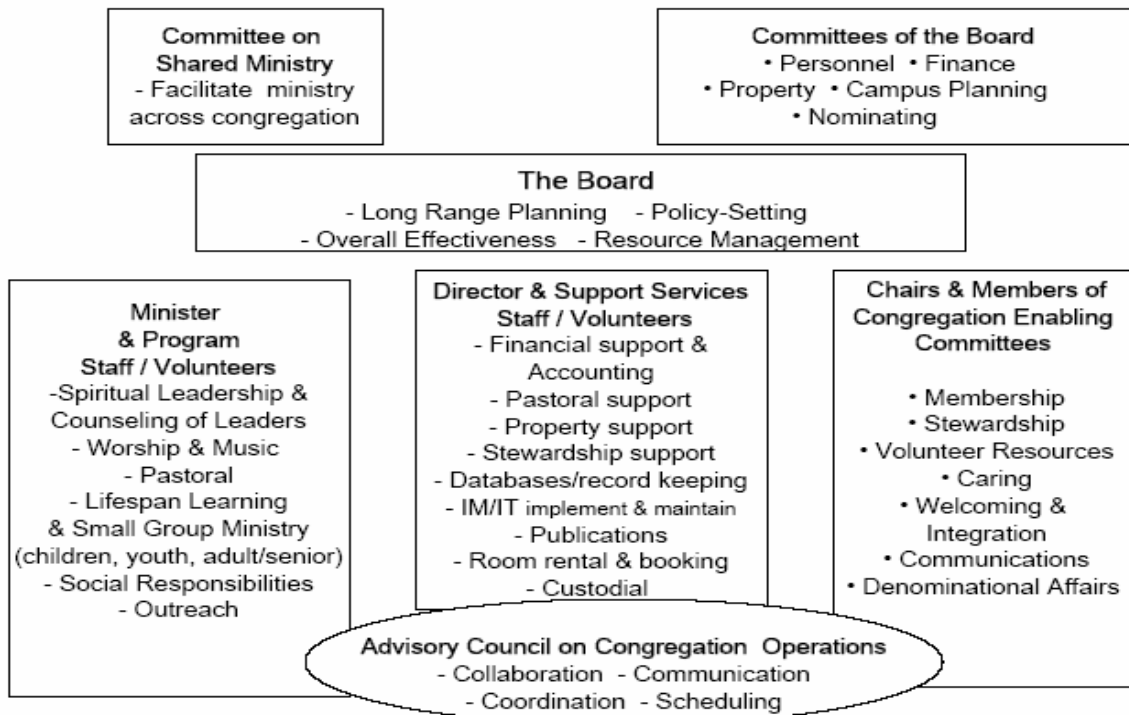 Committee on
Shared Ministry
- Facilitate ministry
across congregation
Committees of the Board
• Personnel • Finance
• Property • Campus Planning
• Nominating
The Board
- Long Range Planning - Policy-Setting
- Overall Effectiveness - Resource Management
Minister
& Program
Staff / Volunteers
-Spiritual Leadership &
Counseling of Leaders
- Worship & Music
- Pastoral
- Lifespan Learning
& Small Group Ministry
(children, youth, adult/senior)
- Social Responsibilities
- Outreach
Director & Support Services
Staff / Volunteers
- Financial support &
Accounting
- Pastoral support
- Property support
- Stewardship support
- Databases/record keeping
- IM/IT implement & maintain
- Publications
- Room rental & booking
- Custodial
Chairs & Members of
Congregation Enabling
Committees
• Membership
• Stewardship
• Volunteer Resources
• Caring
• Welcoming &
Integration
• Communications
• Denominational Affairs
Advisory Council on Congregation Operations
- Collaboration - Communication
- Coordination - Scheduling